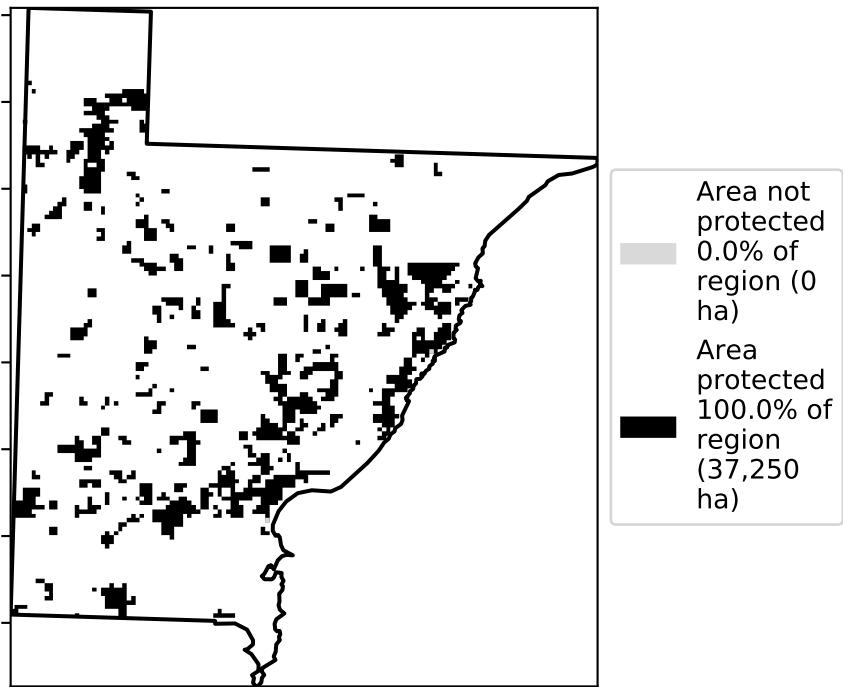 Area not
protected
0.0% of
region (0
ha)
Area
protected
100.0% of
region
(37,250
ha)